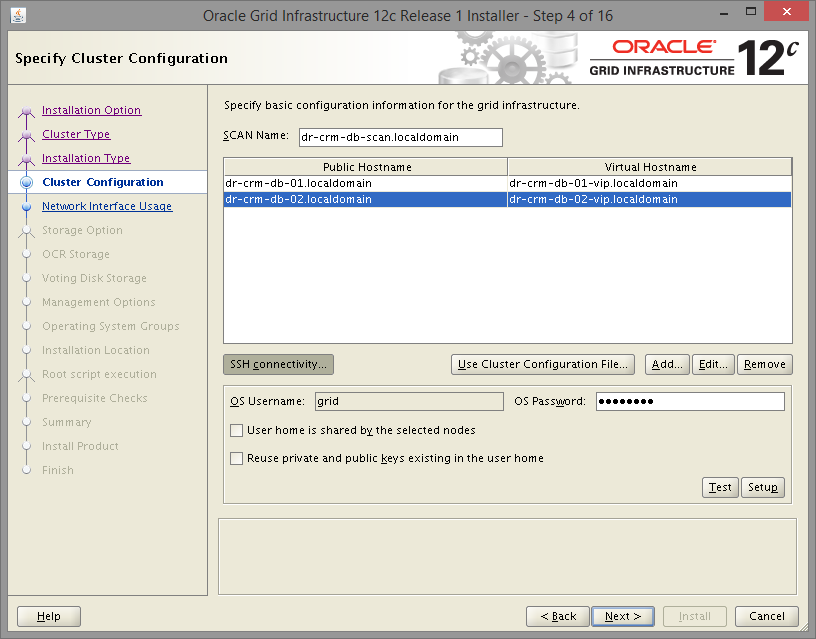 Oracle Grid Infrastructure 12c Release 1 Installer - Step 4 of 16
Specify Cluster Configuration
ORACLE
GRID INFRASTRUCTURE
12c
Installation Option
Cluster Type
Installation Type
Cluster Configuration
Network Interface Usage
Storage Option
OCR Storage
Voting Disk Storage
Management Options
Operating System Groups
Installation Location
Root script execution
Prerequisite Checks
Summary
Install Product
Finish
Specify basic configuration information for the grid infrastructure.
SCAN Name: dr-crm-db-scan.localdomain
Public Hostname Virtual Hostname
dr-crm-db-01.localdomain dr-crm-db-01-vip.localdomain
dr-crm-db-02.localdomain dr-crm-db-02-vip.localdomain
SSH connectivity... Use Cluster Configuration File... Add... Edit... Remove
OS Username: grid OS Password: ●●●●●●●●
User home is shared by the selected nodes
Reuse private and public keys existing in the user home
Test Setup
Help < Back Next > Install Cancel